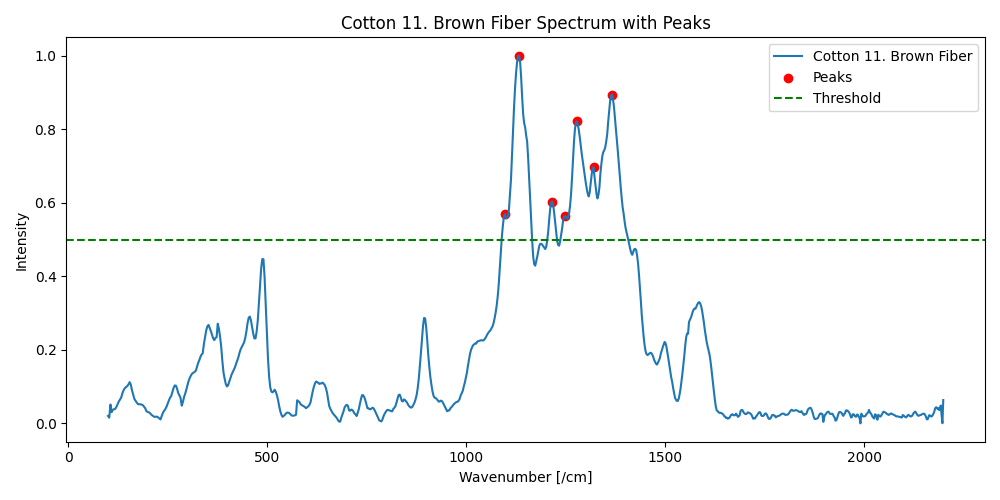 Cotton 11. Brown Fiber Spectrum with Peaks
Cotton 11. Brown Fiber
Peaks
Threshold
Intensity
1.0
0.8
0.6
0.4
0.2
0.0
0 500 1000 1500 2000
Wavenumber [/cm]